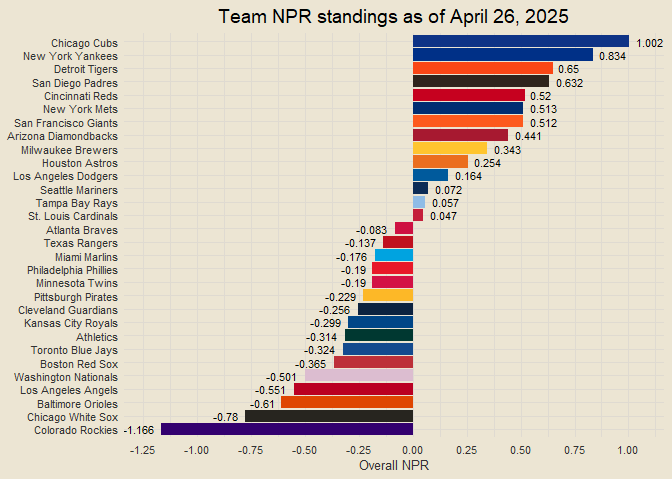 Team NPR standings as of April 26, 2025
Chicago Cubs 1.002
New York Yankees 0.834
Detroit Tigers 0.65
San Diego Padres 0.632
Cincinnati Reds 0.52
New York Mets 0.513
San Francisco Giants 0.512
Arizona Diamondbacks 0.441
Milwaukee Brewers 0.343
Houston Astros 0.254
Los Angeles Dodgers 0.164
Seattle Mariners 0.072
Tampa Bay Rays 0.057
St. Louis Cardinals 0.047
Atlanta Braves -0.083
Texas Rangers -0.137
Miami Marlins -0.176
Philadelphia Phillies -0.19
Minnesota Twins -0.19
Pittsburgh Pirates -0.229
Cleveland Guardians -0.256
Kansas City Royals -0.299
Athletics -0.314
Toronto Blue Jays -0.324
Boston Red Sox -0.365
Washington Nationals -0.501
Los Angeles Angels -0.551
Baltimore Orioles -0.61
Chicago White Sox -0.78
Colorado Rockies -1.166
-1.25 -1.00 -0.75 -0.50 -0.25 0.00 0.25 0.50 0.75 1.00
Overall NPR